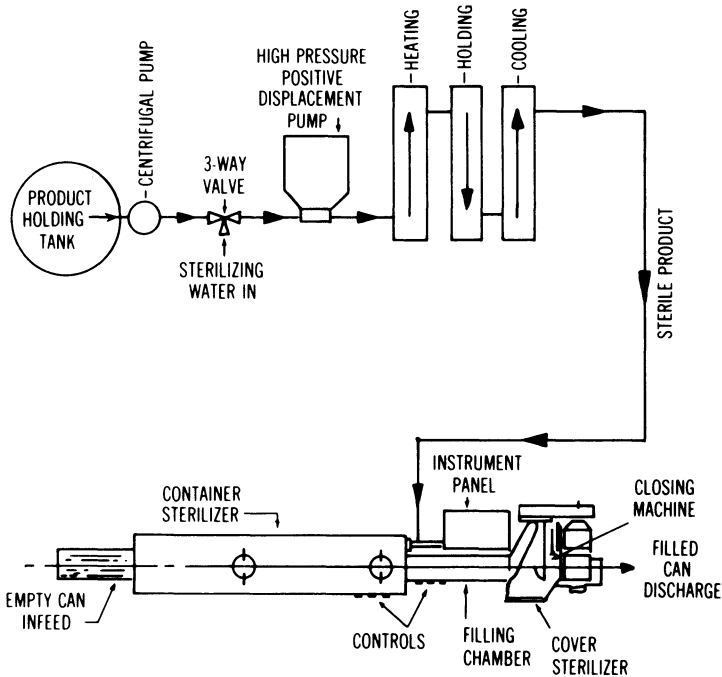 CENTRIFUGAL PUMP
HIGH PRESSURE
POSITIVE
DISPLACEMENT
PUMP
HEATING
HOLDING
COOLING
3-WAY
VALVE
PRODUCT
HOLDING
TANK
STERILIZING
WATER IN
STERILE PRODUCT
INSTRUMENT
PANEL
CONTAINER
STERILIZER
CLOSING
MACHINE
FILLED
CAN
DISCHARGE
EMPTY CAN
INFEED
CONTROLS
FILLING
CHAMBER
COVER
STERILIZER